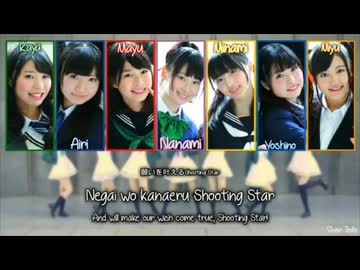 Kaya
Airi
Mayu
Nanami
Minami
Yoshino
Miyu
願いを叶えるShooting Star
Negai wo kanaeru Shooting Star
And will make our wish come true, Shooting Star!